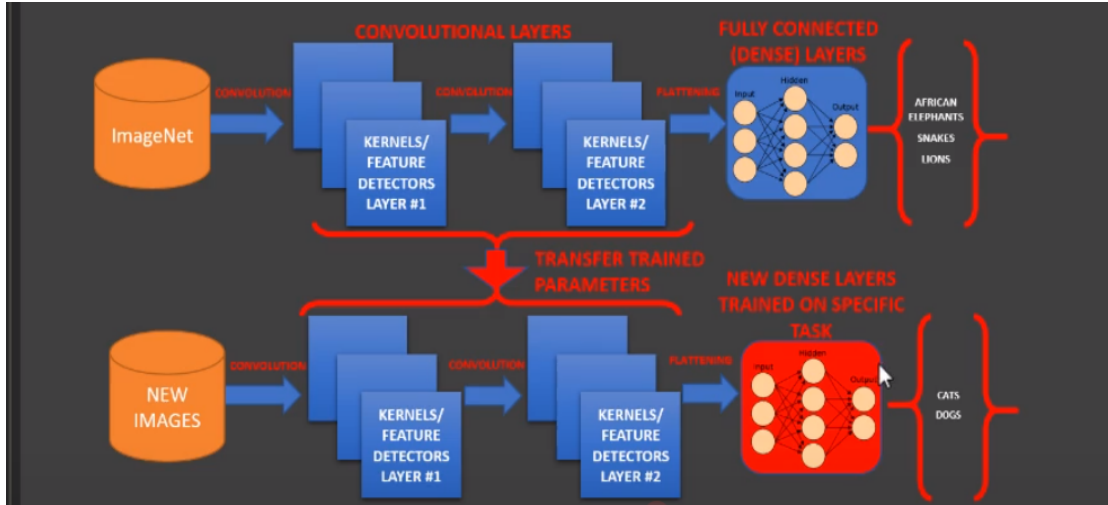 CONVOLUTIONAL LAYERS
FULLY CONNECTED
(DENSE) LAYERS
ImageNet
CONVOLUTION
KERNELS/
FEATURE
DETECTORS
LAYER #1
CONVOLUTION
KERNELS/
FEATURE
DETECTORS
LAYER #2
FLATTENING
Input
Hidden
Output
AFRICAN
ELEPHANTS
SNAKES
LIONS
TRANSFER TRAINED
PARAMETERS
NEW DENSE LAYERS
TRAINED ON SPECIFIC
TASK
NEW
IMAGES
CONVOLUTION
KERNELS/
FEATURE
DETECTORS
LAYER #1
CONVOLUTION
KERNELS/
FEATURE
DETECTORS
LAYER #2
FLATTENING
Input
Hidden
Output
CATS
DOGS